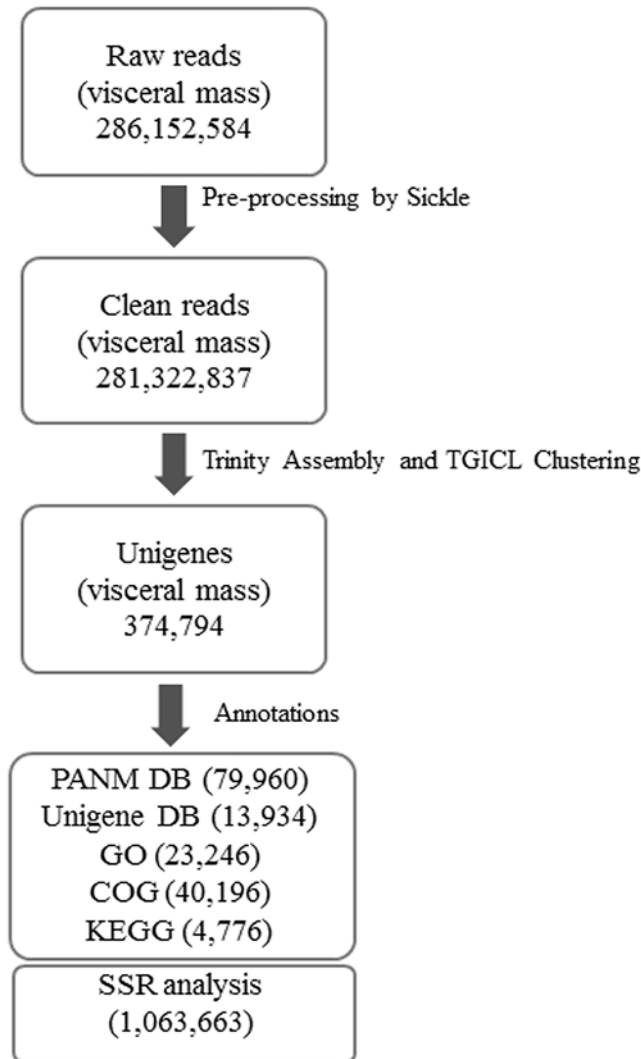 Raw reads
(visceral mass)
286,152,584
Pre-processing by Sickle
Clean reads
(visceral mass)
281,322,837
Trinity Assembly and TGICL Clustering
Unigenes
(visceral mass)
374,794
Annotations
PANM DB (79,960)
Unigene DB (13,934)
GO (23,246)
COG (40,196)
KEGG (4,776)
SSR analysis
(1,063,663)